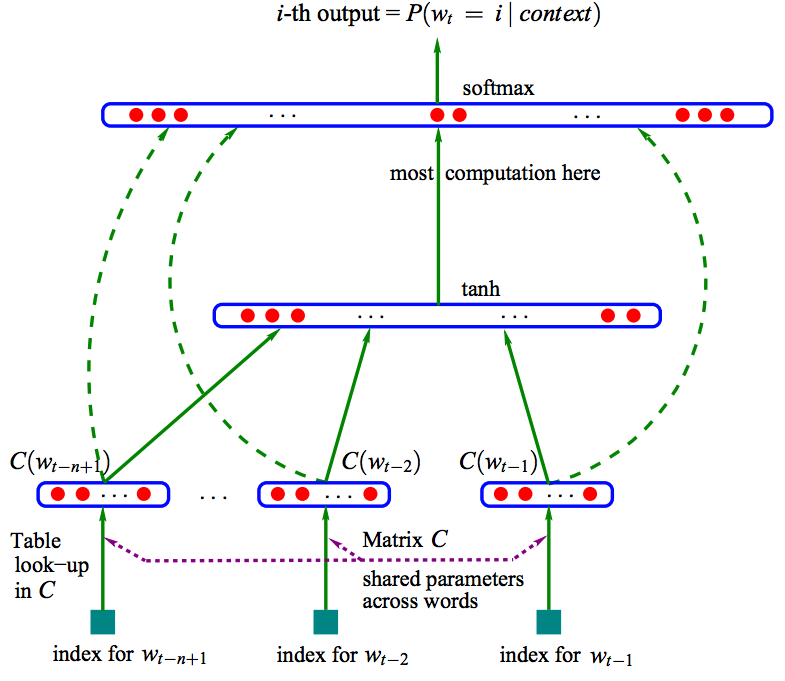 i-th output = P(w_t = i | context)
softmax
. . .
. . .
most computation here
tanh
. . .
. . .
C(w_{t−n+1})
C(w_{t−2})
C(w_{t−1})
. . .
. . .
. . .
. . .
Table
look−up
in C
Matrix C
shared parameters
across words
index for w_{t−n+1}
index for w_{t−2}
index for w_{t−1}